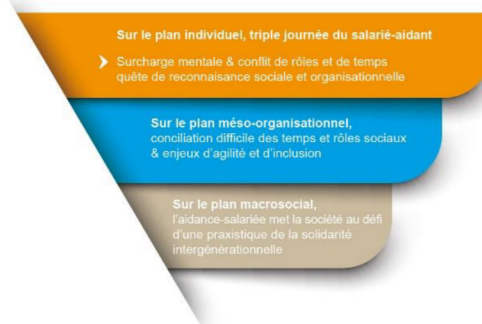 Sur le plan individuel, triple journée du salarié-aidant
Surcharge mentale & conflit de rôles et de temps
quête de reconnaisance sociale et organisationnelle
Sur le plan méso-organisationnel,
conciliation difficile des temps et rôles sociaux
& enjeux d'agilité et d'inclusion
Sur le plan macrosocial,
l'aidance-salariée met la société au défi
d'une praxistique de la solidarité
intergénérationnelle